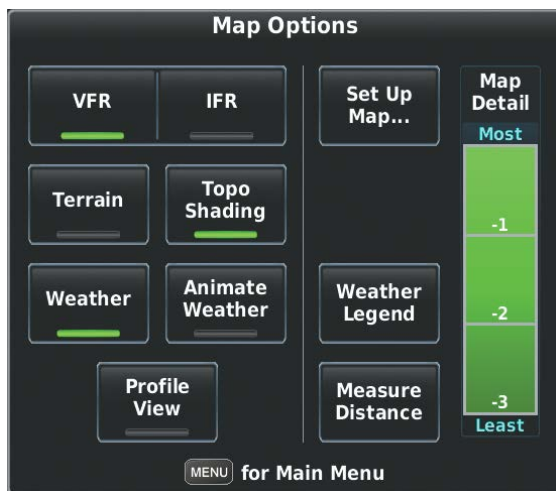 Map Options
VFR
IFR
Set Up
Map...
Map
Detail
Most
Terrain
Topo
Shading
-1
Weather
Animate
Weather
Weather
Legend
-2
Profile
View
Measure
Distance
-3
Least
MENU for Main Menu